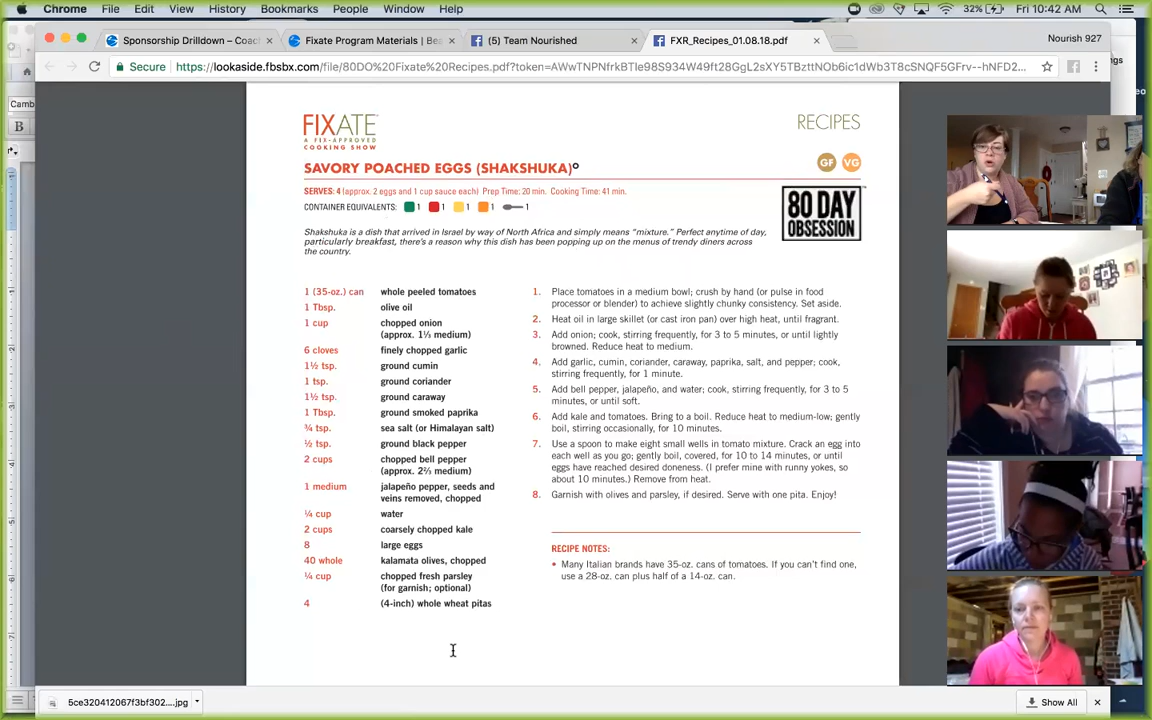 Chrome File Edit View History Bookmarks People Window Help 32% Fri 10:42 AM
Sponsorship Drilldown – Coach Fixate Program Materials | Bea (5) Team Nourished FXR_Recipes_01.08.18.pdf Nourish 927
Secure https://lookaside.fbsbx.com/file/80DO%20Fixate%20Recipes.pdf?token=AWwTNPNfrkBTle98S934W49ft28GgL2sXY5TBzttNOb6ic1dWb3T8cSNQF5GFrv--hNFD2...
Camb
B
FIXATE
A FIX-APPROVED
COOKING SHOW
RECIPES
SAVORY POACHED EGGS (SHAKSHUKA)°
GF VG
SERVES: 4 (approx. 2 eggs and 1 cup sauce each) Prep Time: 20 min. Cooking Time: 41 min.
CONTAINER EQUIVALENTS: 1 1 1 1 1
80 DAY
OBSESSION
Shakshuka is a dish that arrived in Israel by way of North Africa and simply means “mixture.” Perfect anytime of day,
particularly breakfast, there's a reason why this dish has been popping up on the menus of trendy diners across
the country.
1 (35-oz.) can whole peeled tomatoes
1 Tbsp. olive oil
1 cup chopped onion
(approx. 1⅓ medium)
6 cloves finely chopped garlic
1½ tsp. ground cumin
1 tsp. ground coriander
1½ tsp. ground caraway
1 Tbsp. ground smoked paprika
¾ tsp. sea salt (or Himalayan salt)
½ tsp. ground black pepper
2 cups chopped bell pepper
(approx. 2⅔ medium)
1 medium jalapeño pepper, seeds and
veins removed, chopped
¼ cup water
2 cups coarsely chopped kale
8 large eggs
40 whole kalamata olives, chopped
¼ cup chopped fresh parsley
(for garnish; optional)
4 (4-inch) whole wheat pitas
1. Place tomatoes in a medium bowl; crush by hand (or pulse in food
processor or blender) to achieve slightly chunky consistency. Set aside.
2. Heat oil in large skillet (or cast iron pan) over high heat, until fragrant.
3. Add onion; cook, stirring frequently, for 3 to 5 minutes, or until lightly
browned. Reduce heat to medium.
4. Add garlic, cumin, coriander, caraway, paprika, salt, and pepper; cook,
stirring frequently, for 1 minute.
5. Add bell pepper, jalapeño, and water; cook, stirring frequently, for 3 to 5
minutes, or until soft.
6. Add kale and tomatoes. Bring to a boil. Reduce heat to medium-low; gently
boil, stirring occasionally, for 10 minutes.
7. Use a spoon to make eight small wells in tomato mixture. Crack an egg into
each well as you go; gently boil, covered, for 10 to 14 minutes, or until
eggs have reached desired doneness. (I prefer mine with runny yokes, so
about 10 minutes.) Remove from heat.
8. Garnish with olives and parsley, if desired. Serve with one pita. Enjoy!
RECIPE NOTES:
• Many Italian brands have 35-oz. cans of tomatoes. If you can't find one,
use a 28-oz. can plus half of a 14-oz. can.
5ce320412067f3bf302....jpg Show All